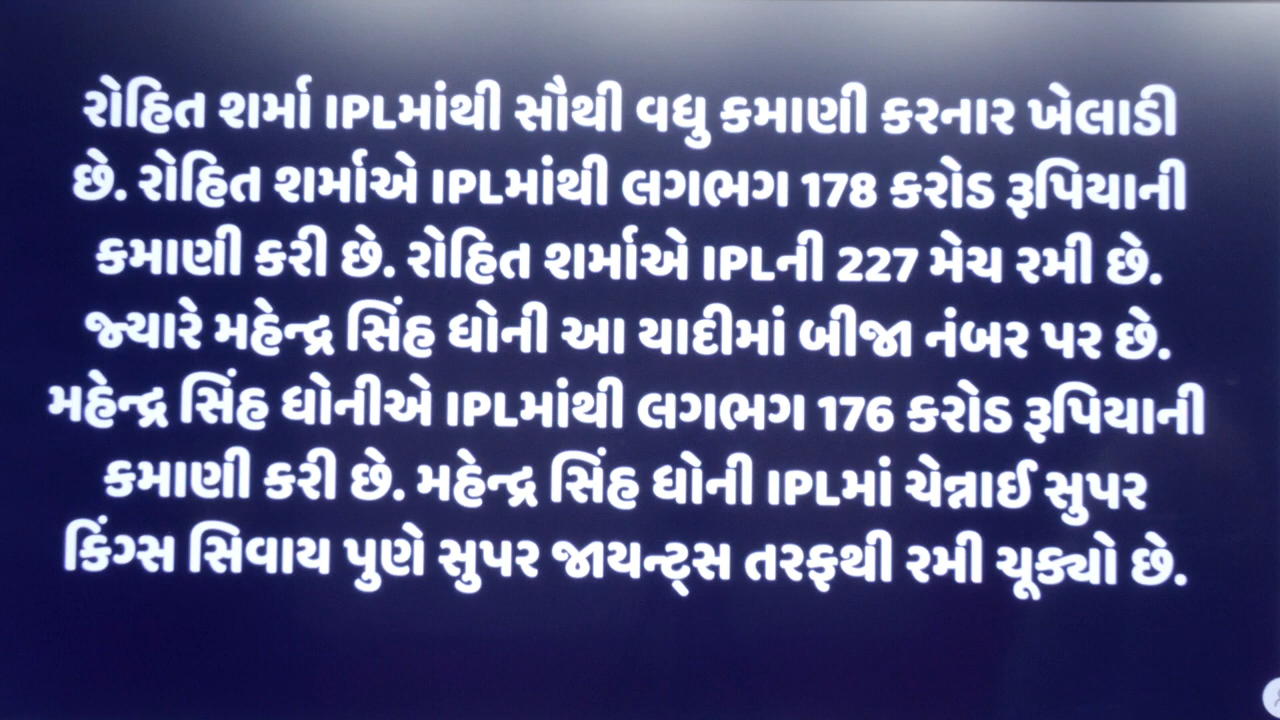 રોહિત શર્મા IPLમાંથી સૌથી વધુ કમાણી કરનાર ખેલાડી
છે. રોહિત શર્માએ IPLમાંથી લગભગ 178 કરોડ રૂપિયાની
કમાણી કરી છે. રોહિત શર્માએ IPLની 227 મેચ રમી છે.
જ્યારે મહેન્દ્ર સિંહ ધોની આ યાદીમાં બીજા નંબર પર છે.
મહેન્દ્ર સિંહ ધોનીએ IPLમાંથી લગભગ 176 કરોડ રૂપિયાની
કમાણી કરી છે. મહેન્દ્ર સિંહ ધોની IPLમાં ચેન્નાઈ સુપર
કિંગ્સ સિવાય પુણે સુપર જાયન્ટ્સ તરફથી રમી ચૂક્યો છે.